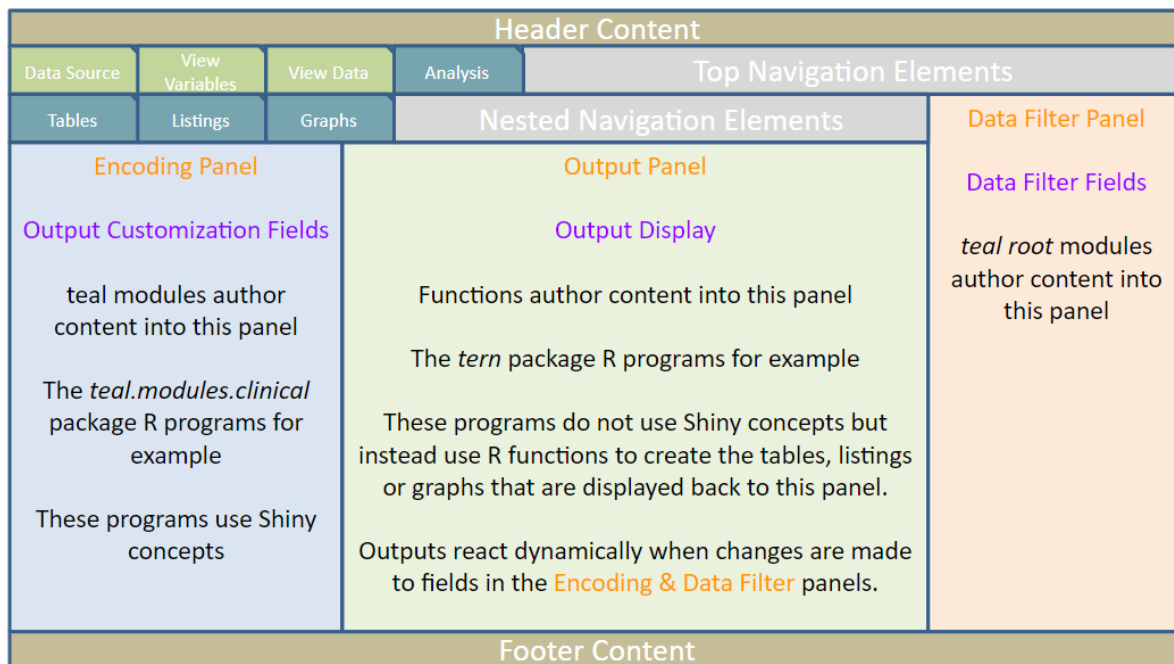 Header Content
Data Source
View
Variables
View Data
Analysis
Top Navigation Elements
Tables
Listings
Graphs
Nested Navigation Elements
Encoding Panel
Output Customization Fields
teal modules author
content into this panel
The teal.modules.clinical
package R programs for
example
These programs use Shiny
concepts
Output Panel
Output Display
Functions author content into this panel
The tern package R programs for example
These programs do not use Shiny concepts but
instead use R functions to create the tables, listings
or graphs that are displayed back to this panel.
Outputs react dynamically when changes are made
to fields in the Encoding & Data Filter panels.
Data Filter Panel
Data Filter Fields
teal root modules
author content into
this panel
Footer Content